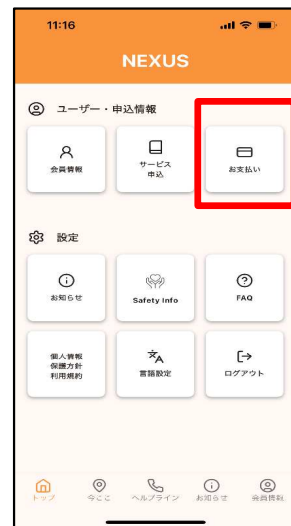 11:16
NEXUS
ユーザー・申込情報
会員情報
サービス
申込
お支払い
設定
お知らせ
Safety Info
FAQ
個人情報
保護方針
利用規約
言語設定
ログアウト
トップ
今ここ
ヘルプライン
お知らせ
会員情報